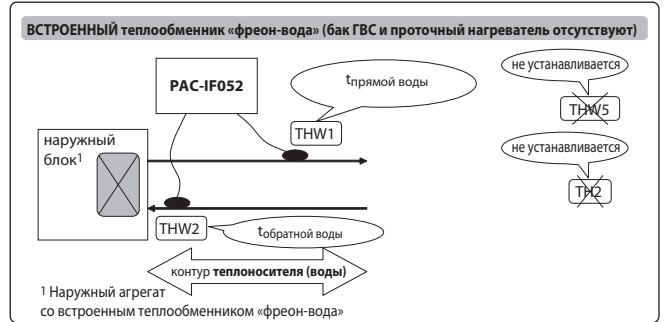 ВСТРОЕННЫЙ теплообменник «фреон-вода» (бак ГВС и проточный нагреватель отсутствуют)
PAC-IF052
tпрямой воды
не устанавливается
THW5
THW1
наружный
блок1
не устанавливается
TH2
THW2
tобратной воды
контур теплоносителя (воды)
1 Наружный агрегат
со встроенным теплообменником «фреон-вода»